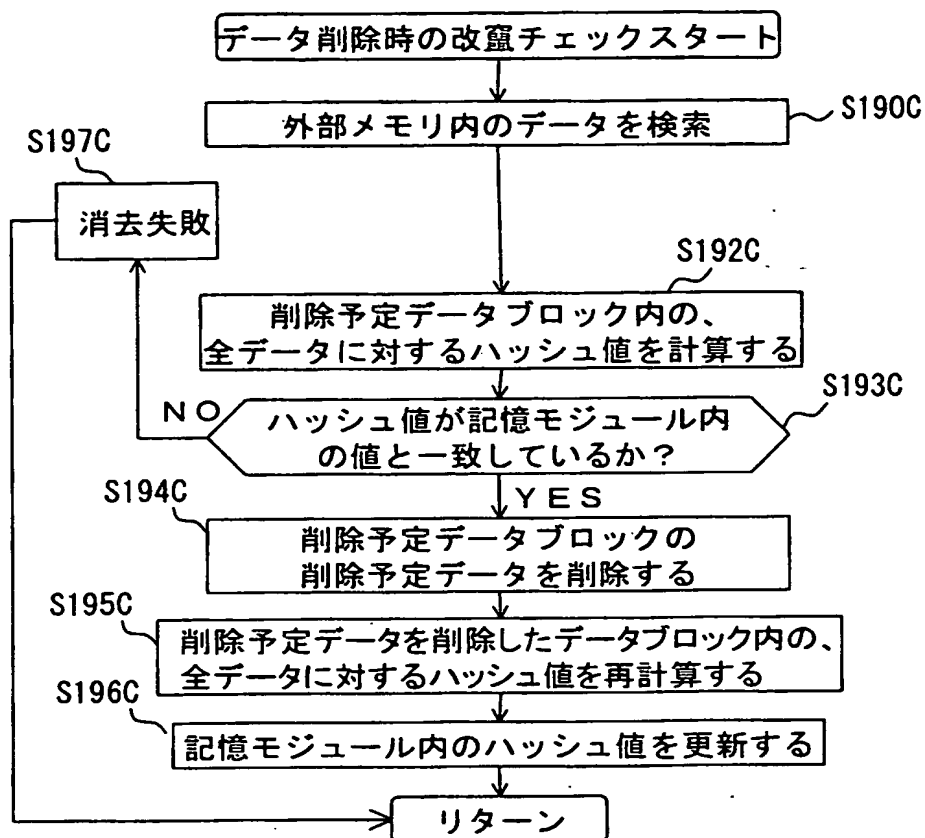 データ削除時の改竄チェックスタート
外部メモリ内のデータを検索
S190C
S197C
消去失敗
S192C
削除予定データブロック内の、
全データに対するハッシュ値を計算する
S193C
NO
ハッシュ値が記憶モジュール内
の値と一致しているか？
YES
S194C
削除予定データブロックの
削除予定データを削除する
S195C
削除予定データを削除したデータブロック内の、
全データに対するハッシュ値を再計算する
S196C
記憶モジュール内のハッシュ値を更新する
リターン